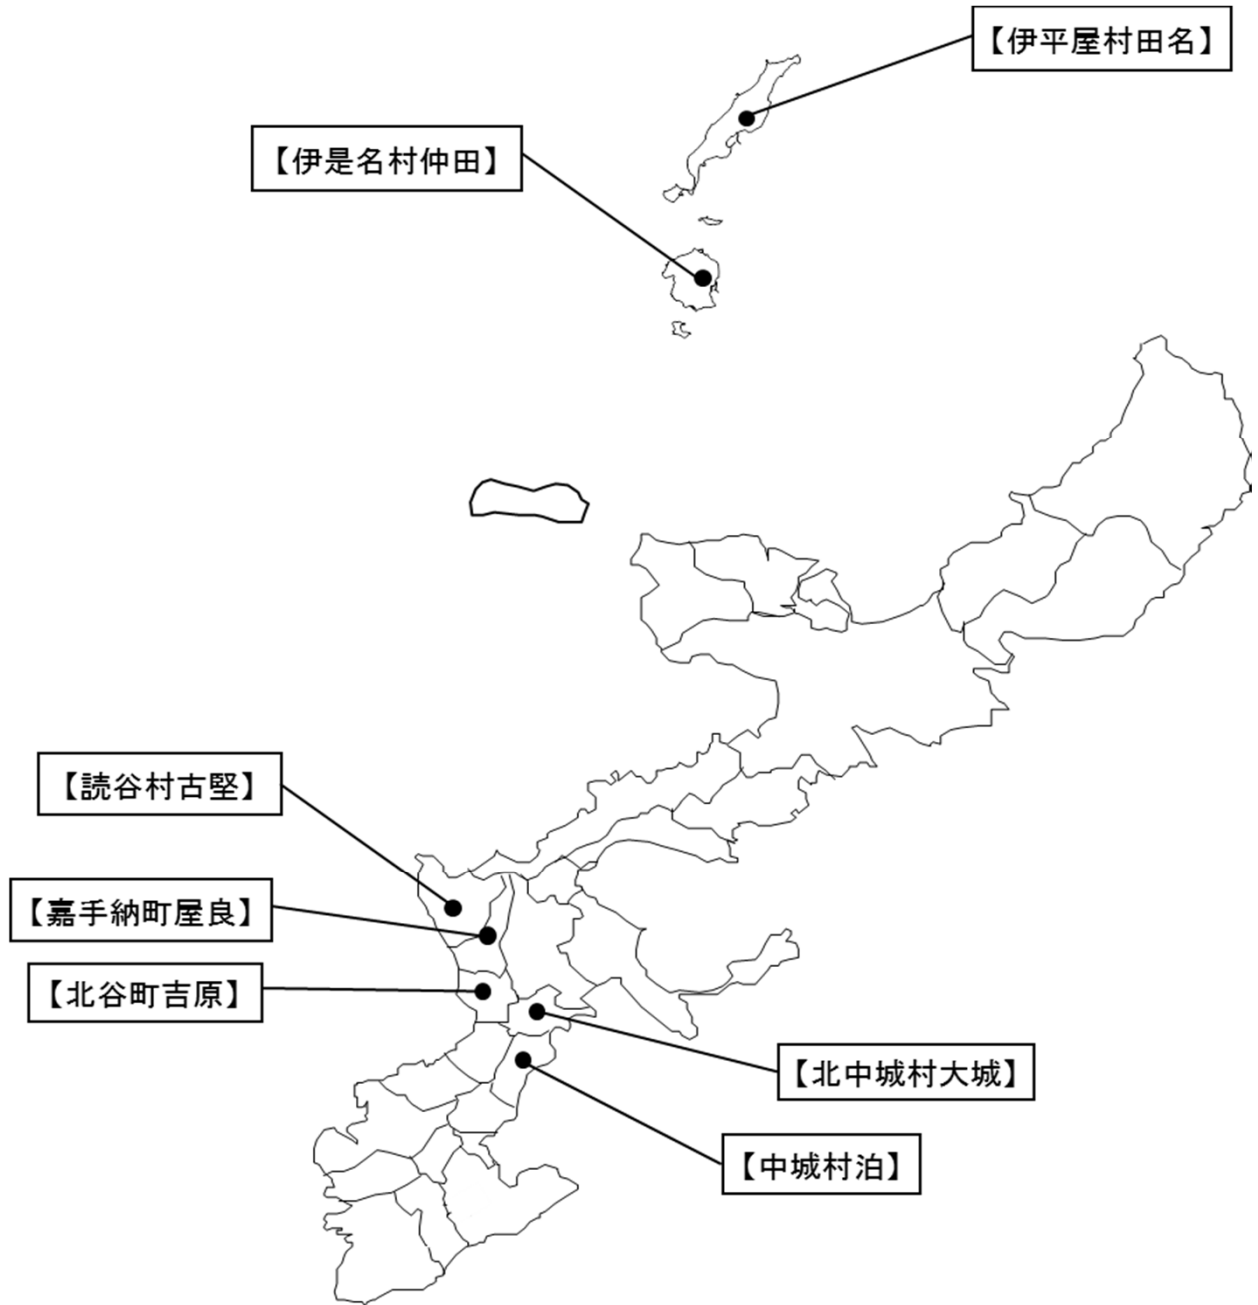 【伊平屋村田名】
【伊是名村仲田】
【読谷村古堅】
【嘉手納町屋良】
【北谷町吉原】
【北中城村大城】
【中城村泊】